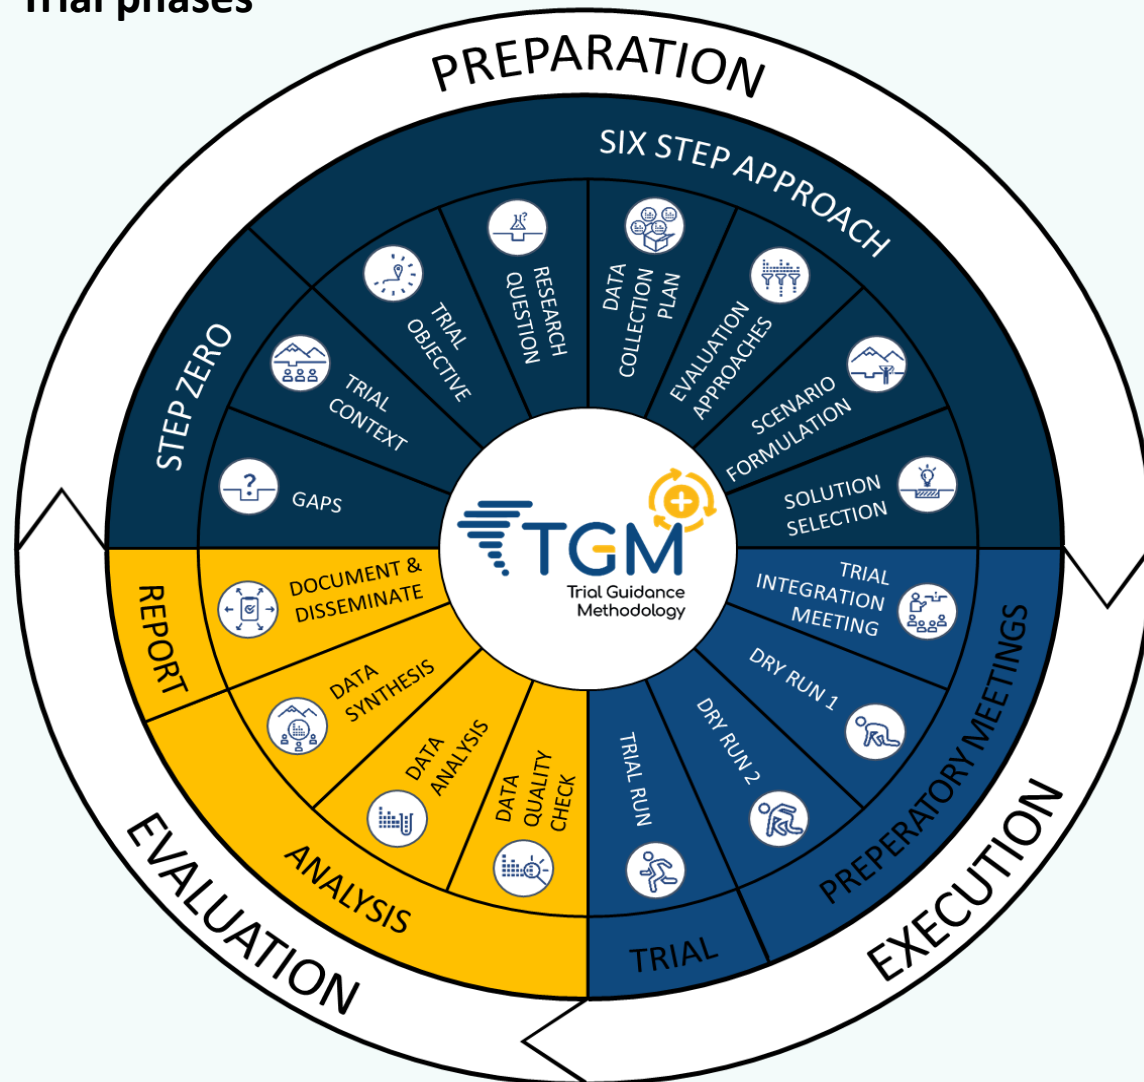 Trial phases
PREPARATION
SIX STEP APPROACH
STEP ZERO
GAPS
TRIAL
CONTEXT
TRIAL
OBJECTIVE
RESEARCH
QUESTION
DATA
COLLECTION
PLAN
EVALUATION
APPROACHES
SCENARIO
FORMULATION
SOLUTION
SELECTION
EXECUTION
PREPERATORY MEETINGS
TRIAL
INTEGRATION
MEETING
DRY RUN 1
DRY RUN 2
TRIAL
TRIAL RUN
EVALUATION
ANALYSIS
DATA
QUALITY
CHECK
DATA
ANALYSIS
DATA
SYNTHESIS
REPORT
DOCUMENT &
DISSEMINATE
TGM
Trial Guidance
Methodology